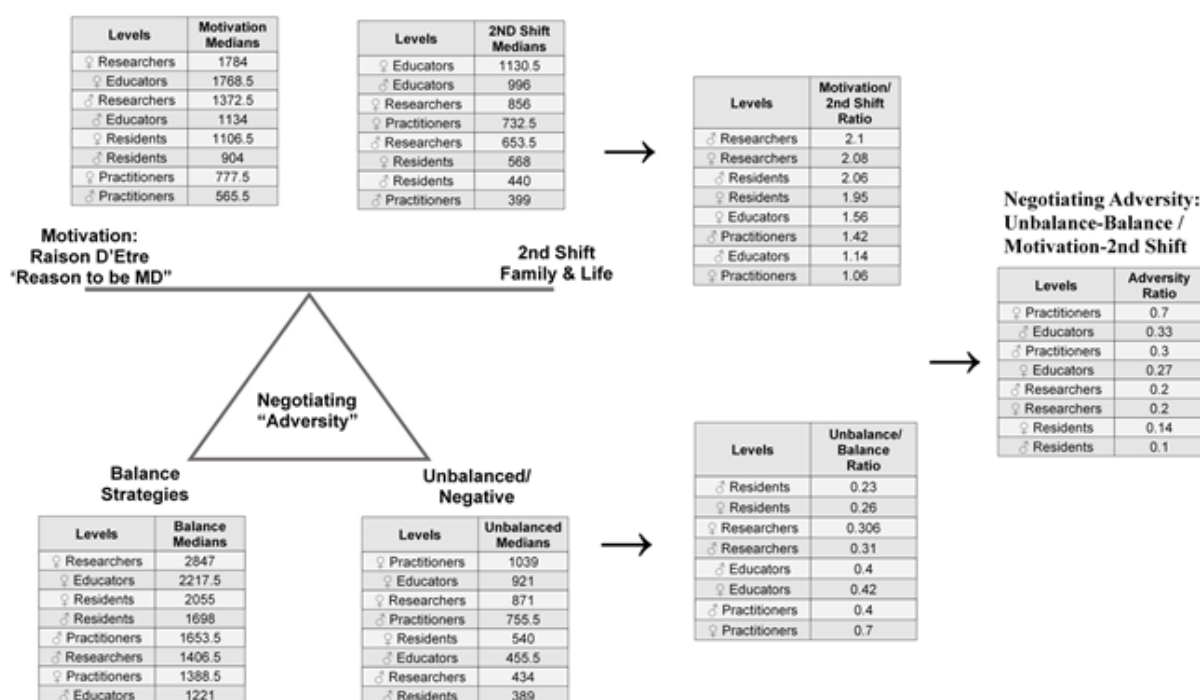 Levels Motivation Medians
♀ Researchers 1784
♀ Educators 1768.5
♂ Researchers 1372.5
♂ Educators 1134
♀ Residents 1106.5
♂ Residents 904
♀ Practitioners 777.5
♂ Practitioners 565.5
Levels 2ND Shift Medians
♀ Educators 1130.5
♂ Educators 996
♀ Researchers 856
♀ Practitioners 732.5
♂ Researchers 653.5
♀ Residents 568
♂ Residents 440
♂ Practitioners 399
Motivation:
Raison D'Etre
"Reason to be MD"
2nd Shift
Family & Life
Negotiating
"Adversity"
Balance
Strategies
Unbalanced/
Negative
Levels Balance Medians
♀ Researchers 2847
♀ Educators 2217.5
♀ Residents 2055
♂ Residents 1698
♂ Practitioners 1653.5
♂ Researchers 1406.5
♀ Practitioners 1388.5
♂ Educators 1221
Levels Unbalanced Medians
♀ Practitioners 1039
♀ Educators 921
♀ Researchers 871
♂ Practitioners 755.5
♀ Residents 540
♂ Educators 455.5
♂ Researchers 434
♂ Residents 389
→
Levels Motivation/ 2nd Shift Ratio
♂ Researchers 2.1
♀ Researchers 2.08
♂ Residents 2.06
♀ Residents 1.95
♀ Educators 1.56
♂ Practitioners 1.42
♂ Educators 1.14
♀ Practitioners 1.06
→
Levels Unbalance/ Balance Ratio
♂ Residents 0.23
♀ Residents 0.26
♀ Researchers 0.306
♂ Researchers 0.31
♂ Educators 0.4
♀ Educators 0.42
♂ Practitioners 0.4
♀ Practitioners 0.7
→
Negotiating Adversity:
Unbalance-Balance /
Motivation-2nd Shift
Levels Adversity Ratio
♀ Practitioners 0.7
♂ Educators 0.33
♂ Practitioners 0.3
♀ Educators 0.27
♂ Researchers 0.2
♀ Researchers 0.2
♀ Residents 0.14
♂ Residents 0.1